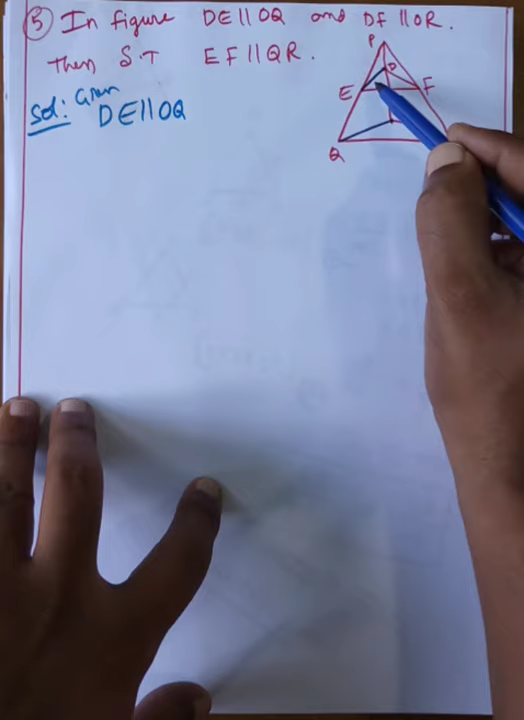 5 In figure DE||OQ and DF||OR.
Then S.T EF||QR.
Sol: Given
DE||OQ
P
D
E F
Q